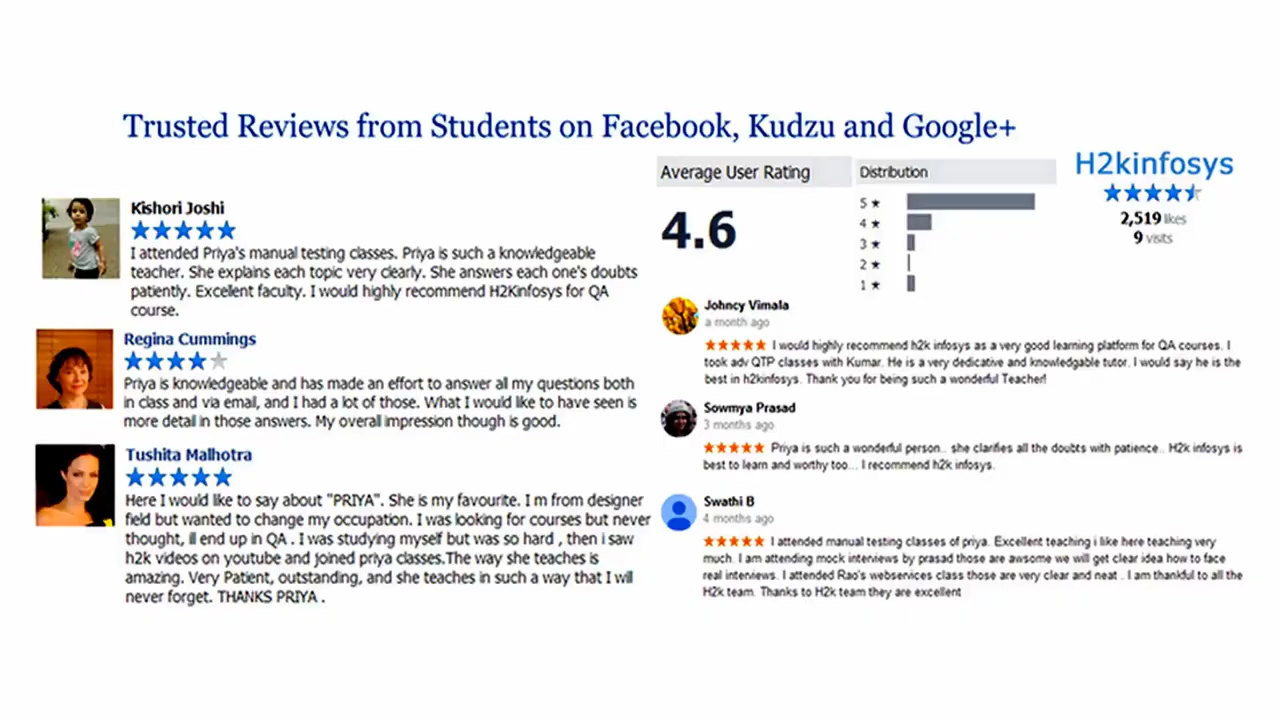 Trusted Reviews from Students on Facebook, Kudzu and Google+
Kishori Joshi
I attended Priya's manual testing classes. Priya is such a knowledgeable
teacher. She explains each topic very clearly. She answers each one's doubts
patiently. Excellent faculty. I would highly recommend H2Kinfosys for QA
course.
Regina Cummings
Priya is knowledgeable and has made an effort to answer all my questions both
in class and via email, and I had a lot of those. What I would like to have seen is
more detail in those answers. My overall impression though is good.
Tushita Malhotra
Here I would like to say about "PRIYA". She is my favourite. I m from designer
field but wanted to change my occupation. I was looking for courses but never
thought, ill end up in QA . I was studying myself but was so hard , then i saw
h2k videos on youtube and joined priya classes.The way she teaches is
amazing. Very Patient, outstanding, and she teaches in such a way that I will
never forget. THANKS PRIYA .
Average User Rating
4.6
Distribution
5 ★
4 ★
3 ★
2 ★
1 ★
H2kinfosys
2,519 likes
9 visits
Johncy Vimala
a month ago
I would highly recommend h2k infosys as a very good learning platform for QA courses. I
took adv QTP classes with Kumar. He is a very dedicative and knowledgable tutor. I would say he is the
best in h2kinfosys. Thank you for being such a wonderful Teacher!
Sowmya Prasad
3 months ago
Priya is such a wonderful person.. she clarifies all the doubts with patience.. H2k infosys is
best to learn and worthy too... I recommend h2k infosys.
Swathi B
4 months ago
I attended manual testing classes of priya. Excellent teaching i like here teaching very
much. I am attending mock interviews by prasad those are awsome we will get clear idea how to face
real interviews. I attended Rao's webservices class those are very clear and neat . I am thankful to all the
H2k team. Thanks to H2k team they are excellent